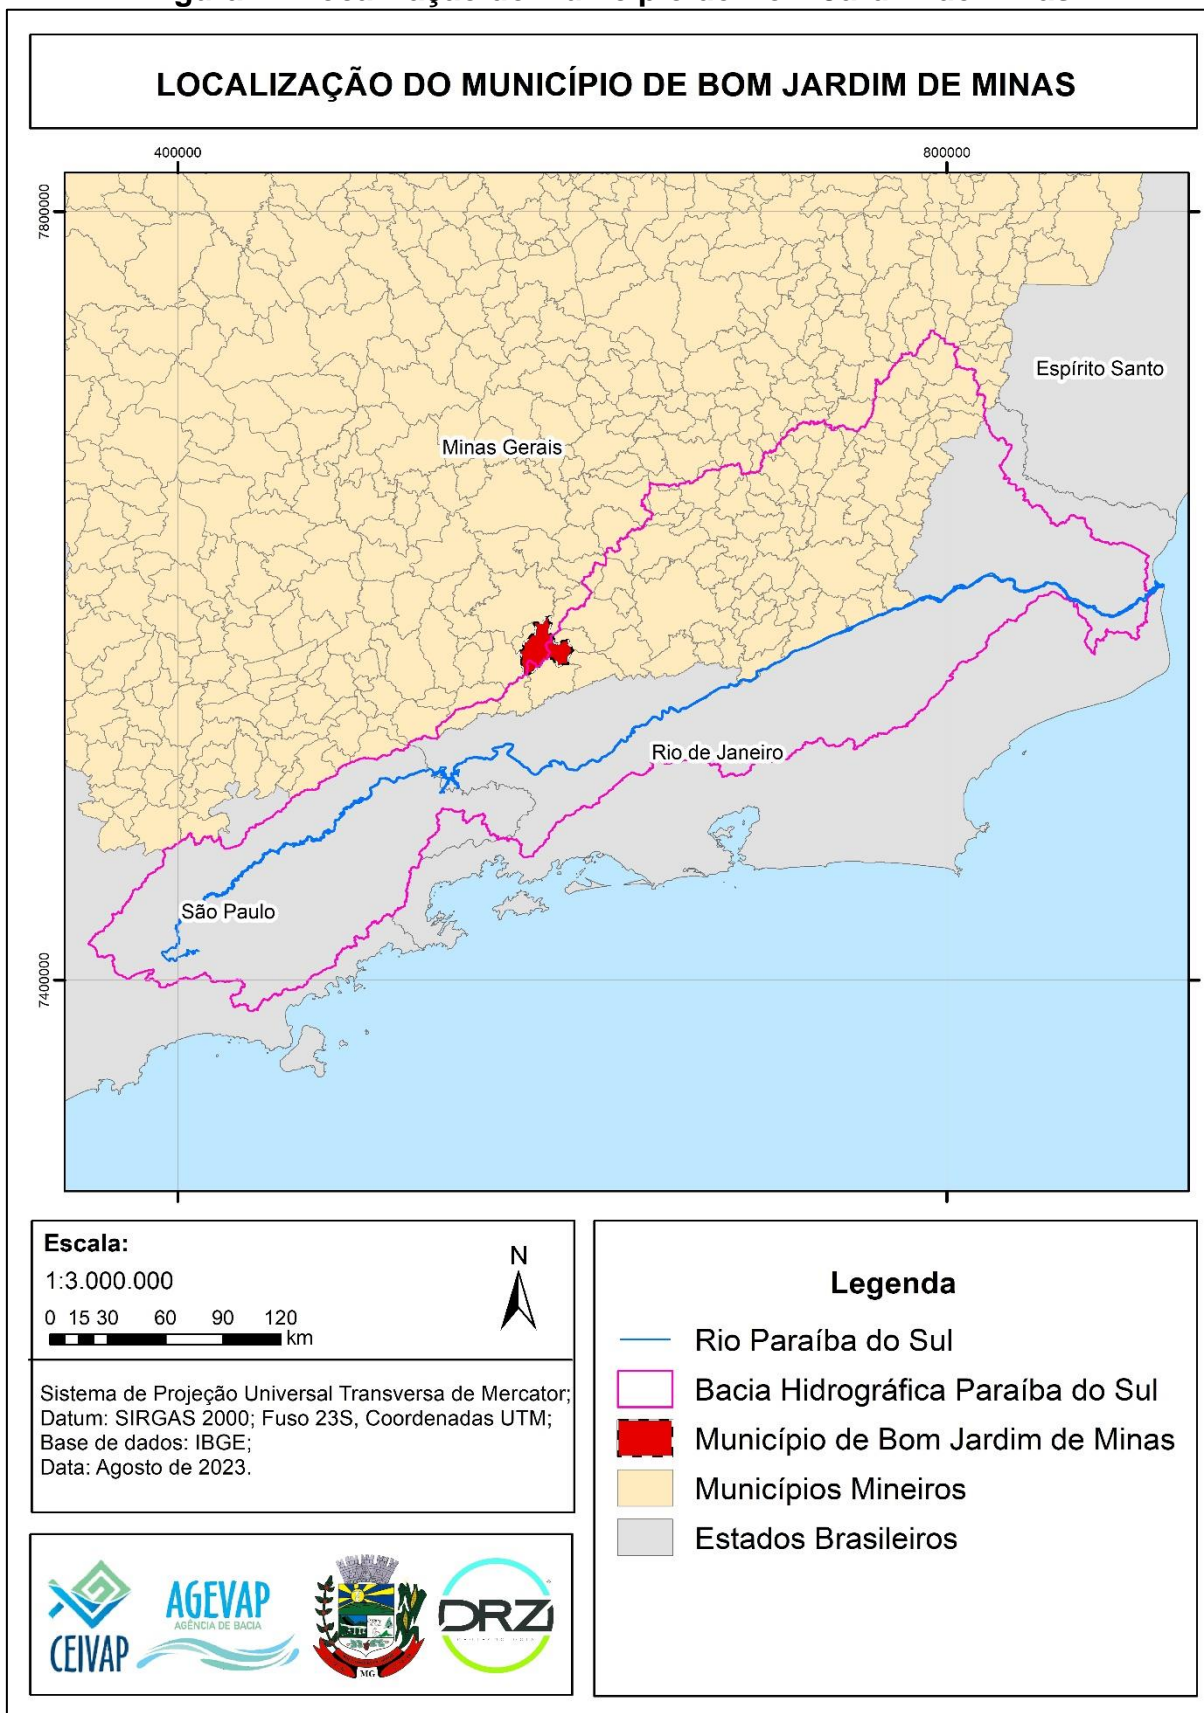 LOCALIZAÇÃO DO MUNICÍPIO DE BOM JARDIM DE MINAS
400000
800000
7800000
Espírito Santo
Minas Gerais
Rio de Janeiro
São Paulo
7400000
Escala:
1:3.000.000
0 15 30 60 90 120
km
N
Sistema de Projeção Universal Transversa de Mercator;
Datum: SIRGAS 2000; Fuso 23S, Coordenadas UTM;
Base de dados: IBGE;
Data: Agosto de 2023.
Legenda
Rio Paraíba do Sul
Bacia Hidrográfica Paraíba do Sul
Município de Bom Jardim de Minas
Municípios Mineiros
Estados Brasileiros
CEIVAP
AGEVAP
AGÊNCIA DE BACIA
MG
DRZ